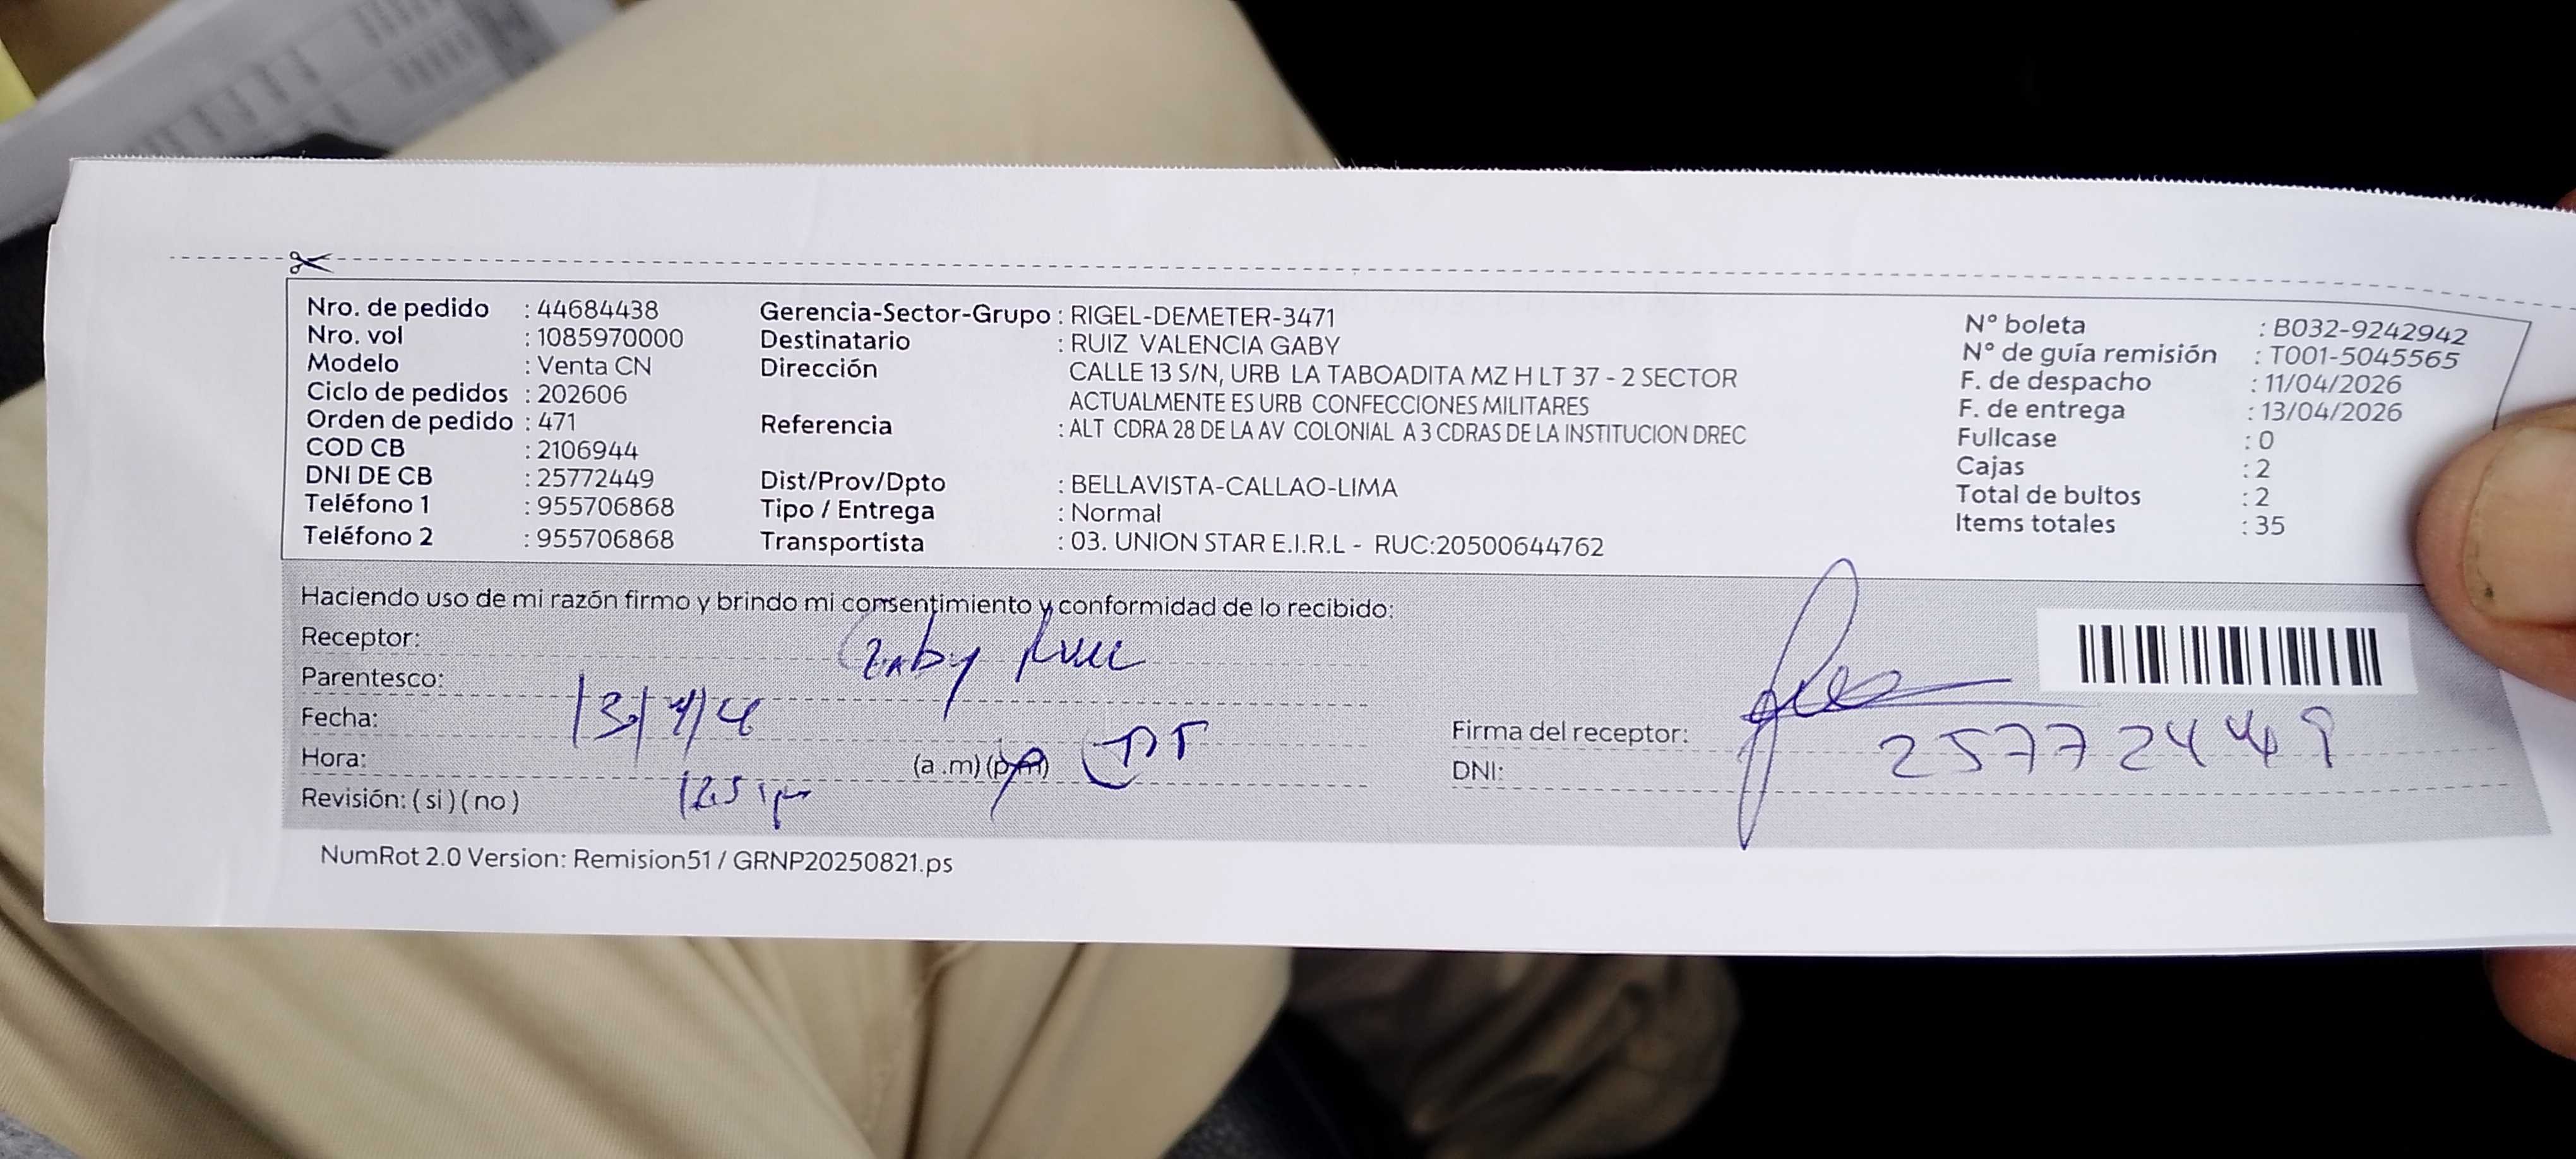 Nro. de pedido : 44684438
Nro. vol : 1085970000
Modelo : Venta CN
Ciclo de pedidos : 202606
Orden de pedido : 471
COD CB : 2106944
DNI DE CB : 25772449
Teléfono 1 : 955706868
Teléfono 2 : 955706868
Gerencia-Sector-Grupo : RIGEL-DEMETER-3471
Destinatario : RUIZ VALENCIA GABY
Dirección CALLE 13 S/N, URB LA TABOADITA MZ H LT 37 - 2 SECTOR
ACTUALMENTE ES URB CONFECCIONES MILITARES
Referencia : ALT CDRA 28 DE LA AV COLONIAL A 3 CDRAS DE LA INSTITUCION DREC
Dist/Prov/Dpto : BELLAVISTA-CALLAO-LIMA
Tipo / Entrega : Normal
Transportista : 03. UNION STAR E.I.R.L - RUC:20500644762
N° boleta : B032-9242942
N° de guía remisión : T001-5045565
F. de despacho : 11/04/2026
F. de entrega : 13/04/2026
Fullcase : 0
Cajas : 2
Total de bultos : 2
Items totales : 35
Haciendo uso de mi razón firmo y brindo mi consentimiento y conformidad de lo recibido:
Receptor: Gaby Ruiz
Parentesco:
Fecha: 13/4/
Hora: (a .m) (p.m)
Revisión: ( si ) ( no )
Firma del receptor:
DNI: 25772449
NumRot 2.0 Version: Remision51 / GRNP20250821.ps